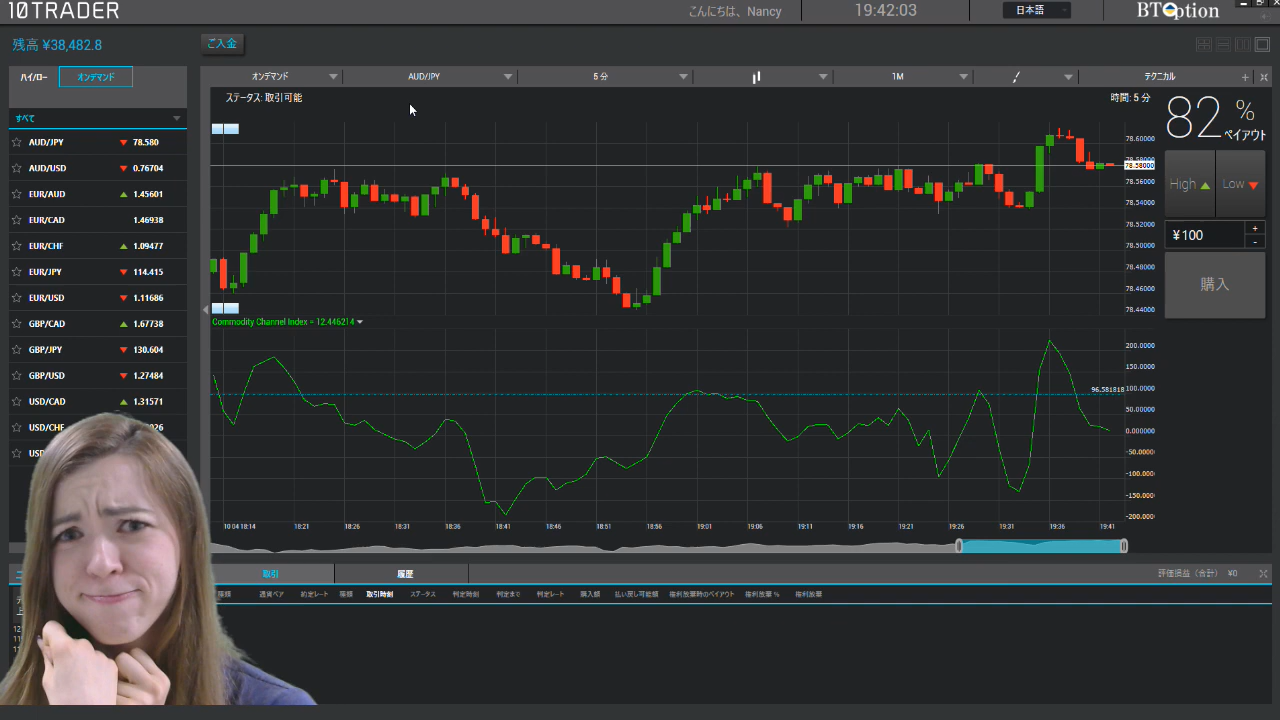 10TRADER
こんにちは、Nancy
19:42:03
日本語
BTOption
残高 ¥38,482.8
ご入金
ハイ/ロー オンデマンド
オンデマンド AUD/JPY 5 分 1M テクニカル
すべて
ステータス: 取引可能
時間: 5 分
AUD/JPY 78.580
AUD/USD 0.76704
EUR/AUD 1.45601
EUR/CAD 1.46938
EUR/CHF 1.09477
EUR/JPY 114.415
EUR/USD 1.11686
GBP/CAD 1.67738
GBP/JPY 130.604
GBP/USD 1.27484
USD/CAD 1.31571
78.60000
78.58000
78.56000
78.54000
78.52000
78.50000
78.48000
78.46000
78.44000
Commodity Channel Index = 12.446214
200.0000
150.0000
96.581818
100.0000
50.00000
0.000000
-50.0000
-100.000
-150.000
-200.000
10 04 18:14 18:21 18:26 18:31 18:36 18:41 18:46 18:51 18:56 19:01 19:06 19:11 19:16 19:21 19:26 19:31 19:36 19:41
82 %
ペイアウト
High Low
¥100
+
-
購入
取引 履歴
評価損益（合計） ¥0
種類 通貨ペア 約定レート 種類 取引時刻 ステータス 判定時刻 判定まで 判定レート 購入額 払い戻し可能額 権利放棄時のペイアウト 権利放棄 % 権利放棄